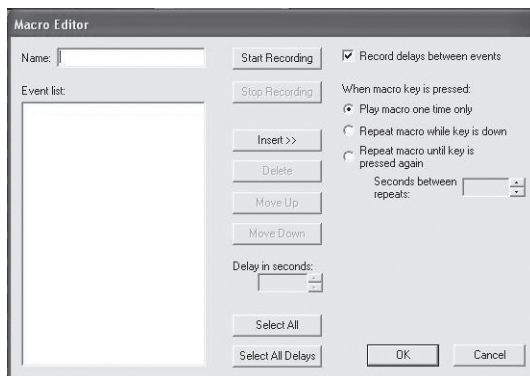 Macro Editor
Name:
Event list:
Start Recording
Stop Recording
Insert >>
Delete
Move Up
Move Down
Delay in seconds:
Select All
Select All Delays
Record delays between events
When macro key is pressed:
Play macro one time only
Repeat macro while key is down
Repeat macro until key is
pressed again
Seconds between
repeats:
OK
Cancel